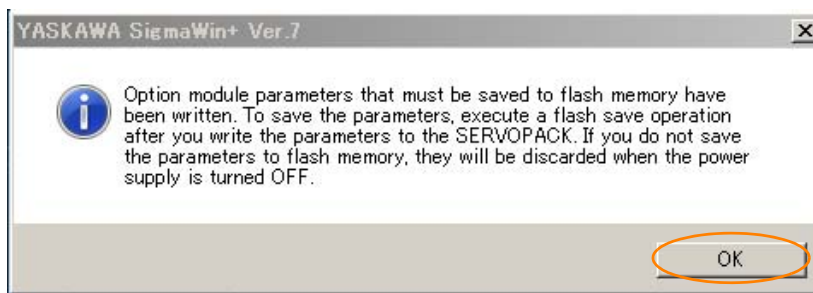 YASKAWA SigmaWin+ Ver.7
Option module parameters that must be saved to flash memory have
been written. To save the parameters, execute a flash save operation
after you write the parameters to the SERVOPACK. If you do not save
the parameters to flash memory, they will be discarded when the power
supply is turned OFF.
OK